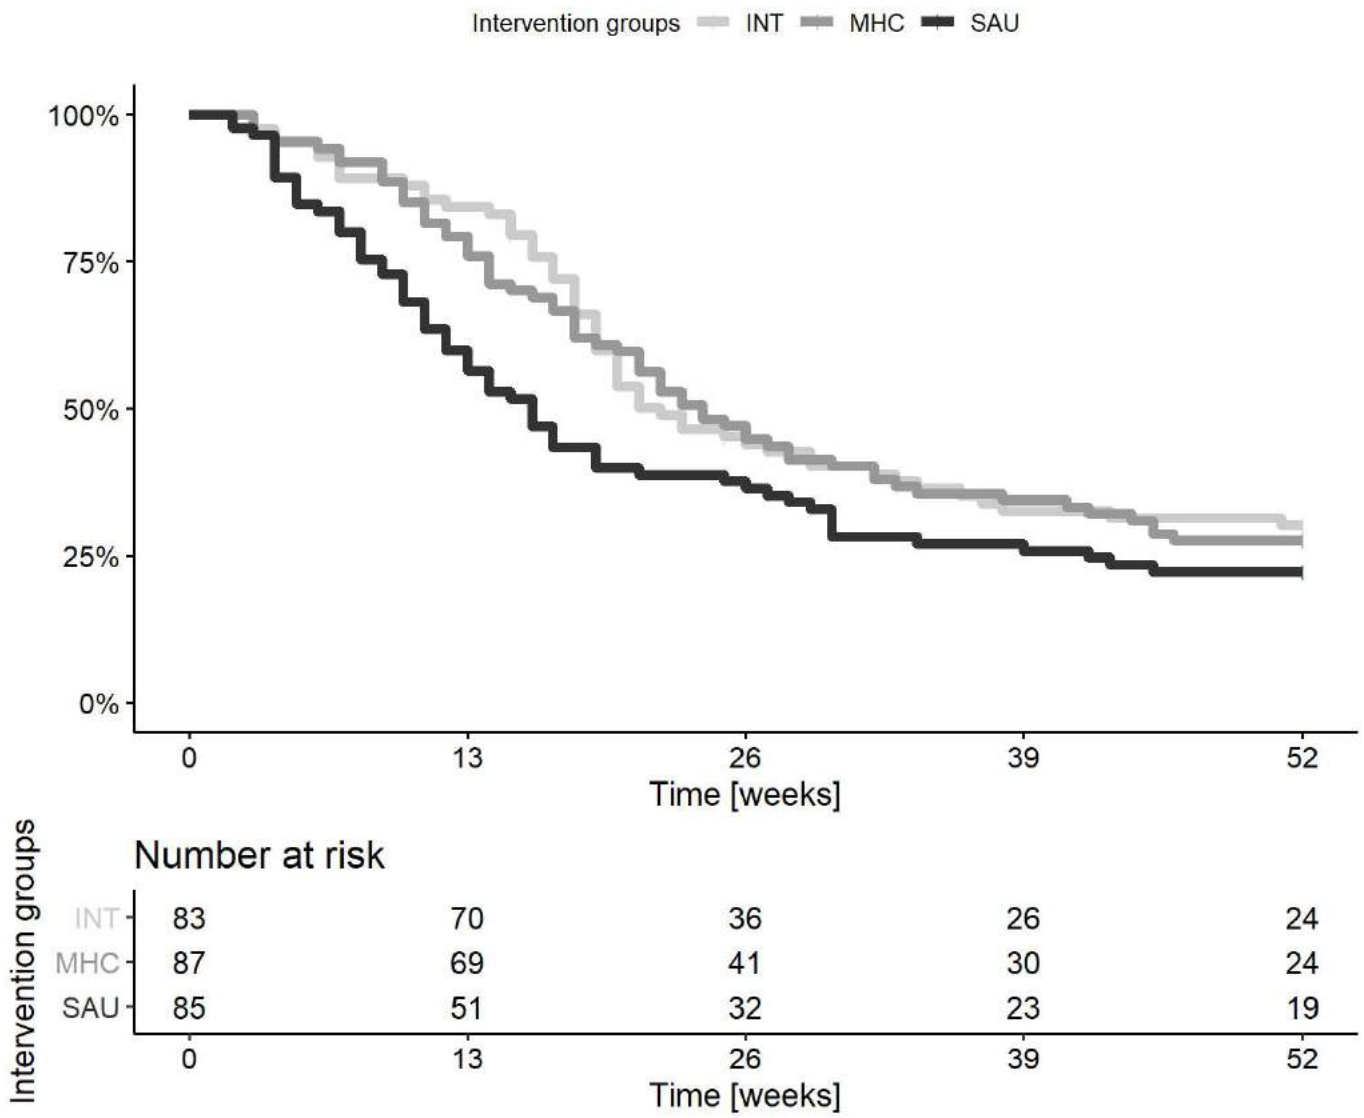 Intervention groups INT MHC SAU
100%
75%
50%
25%
0%
0 13 26 39 52
Time [weeks]
Number at risk
Intervention groups
INT 83 70 36 26 24
MHC 87 69 41 30 24
SAU 85 51 32 23 19
0 13 26 39 52
Time [weeks]